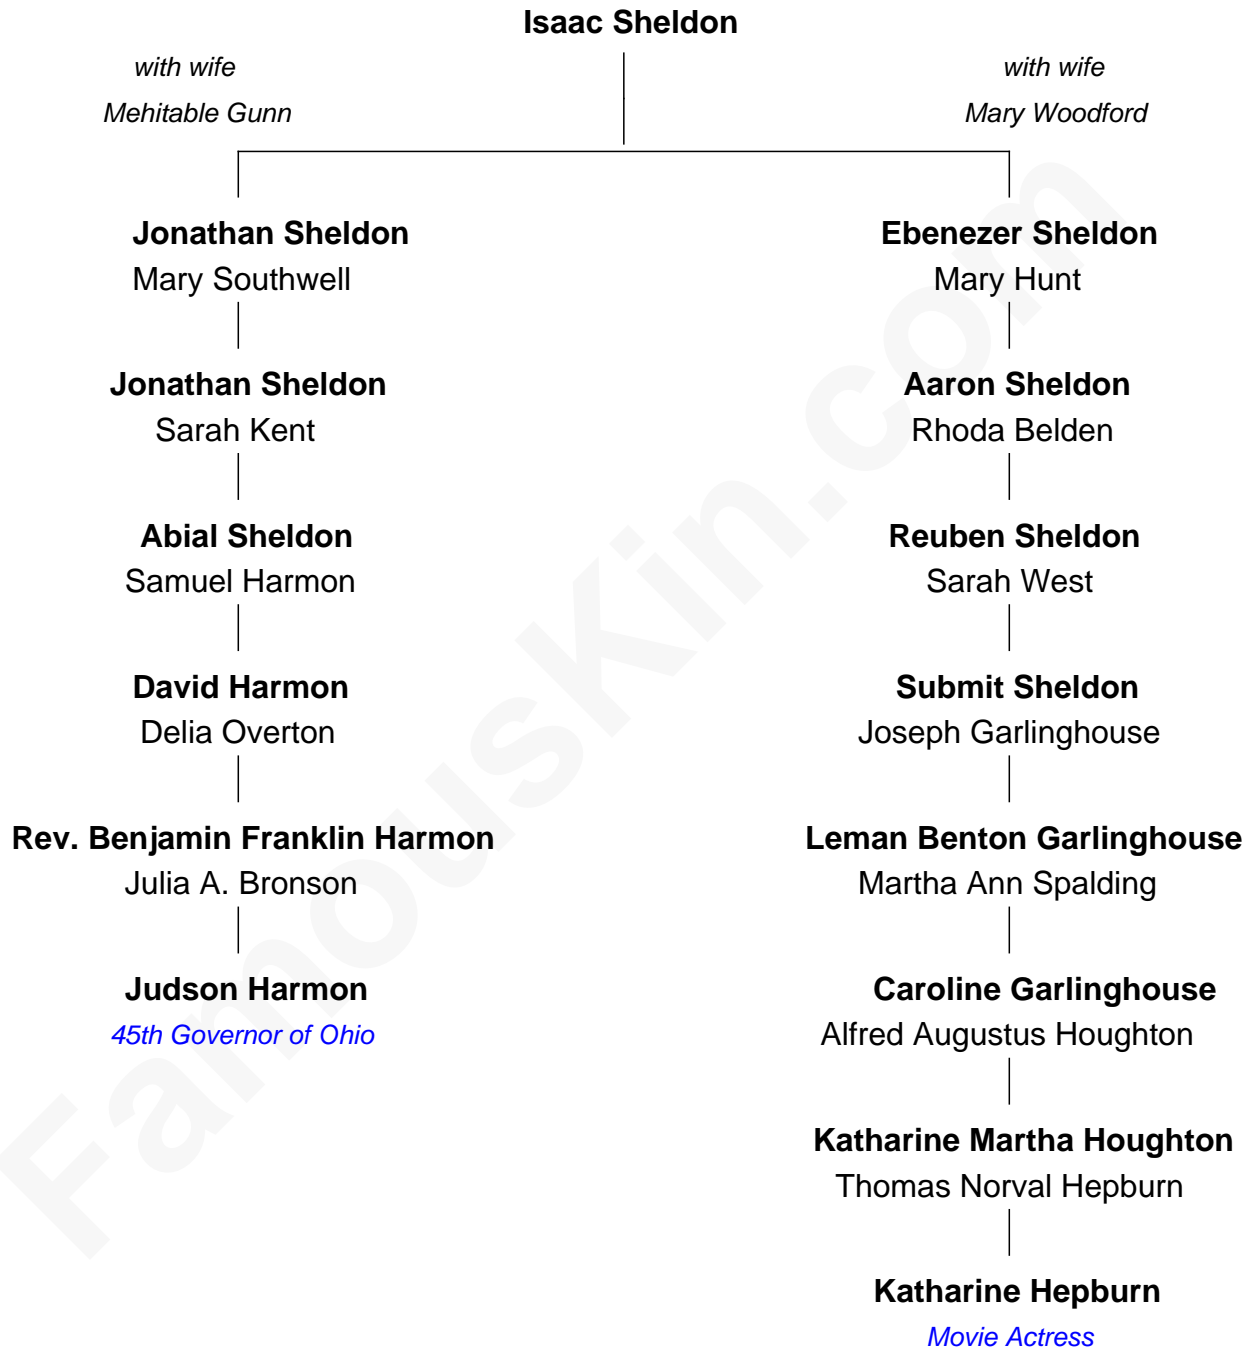 Isaac Sheldon
with wife
Mehitable Gunn
with wife
Mary Woodford
Jonathan Sheldon
Mary Southwell
Jonathan Sheldon
Sarah Kent
Abial Sheldon
Samuel Harmon
David Harmon
Delia Overton
Rev. Benjamin Franklin Harmon
Julia A. Bronson
Judson Harmon
45th Governor of Ohio
Ebenezer Sheldon
Mary Hunt
Aaron Sheldon
Rhoda Belden
Reuben Sheldon
Sarah West
Submit Sheldon
Joseph Garlinghouse
Leman Benton Garlinghouse
Martha Ann Spalding
Caroline Garlinghouse
Alfred Augustus Houghton
Katharine Martha Houghton
Thomas Norval Hepburn
Katharine Hepburn
Movie Actress
FamousKin.com